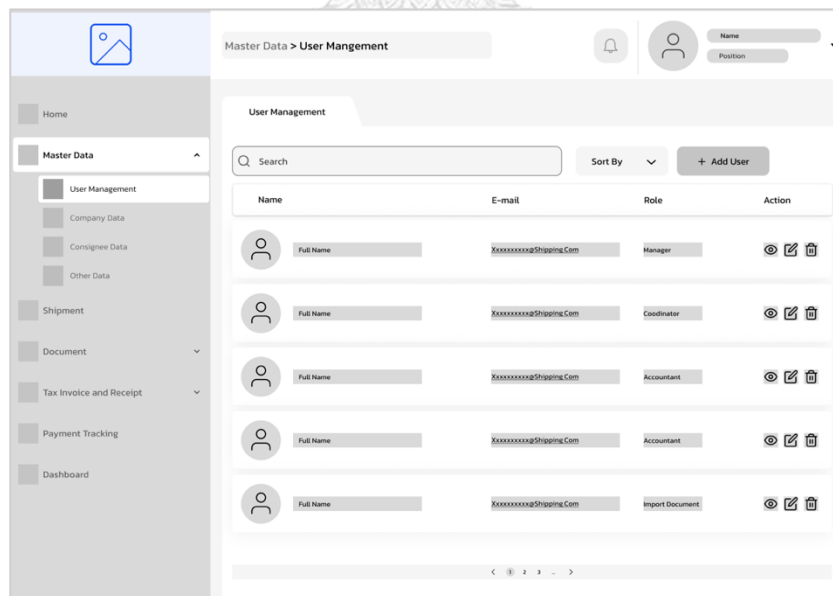 Master Data > User Mangement
Name
Position
Home
Master Data
User Management
Company Data
Consignee Data
Other Data
Shipment
Document
Tax Invoice and Receipt
Payment Tracking
Dashboard
User Management
Search
Sort By
+ Add User
Name E-mail Role Action
Full Name Xxxxxxxxxx@Shipping.Com Manager
Full Name Xxxxxxxxxx@Shipping.Com Coodinator
Full Name Xxxxxxxxxx@Shipping.Com Accountant
Full Name Xxxxxxxxxx@Shipping.Com Accountant
Full Name Xxxxxxxxxx@Shipping.Com Import Document
< 1 2 3 ... >